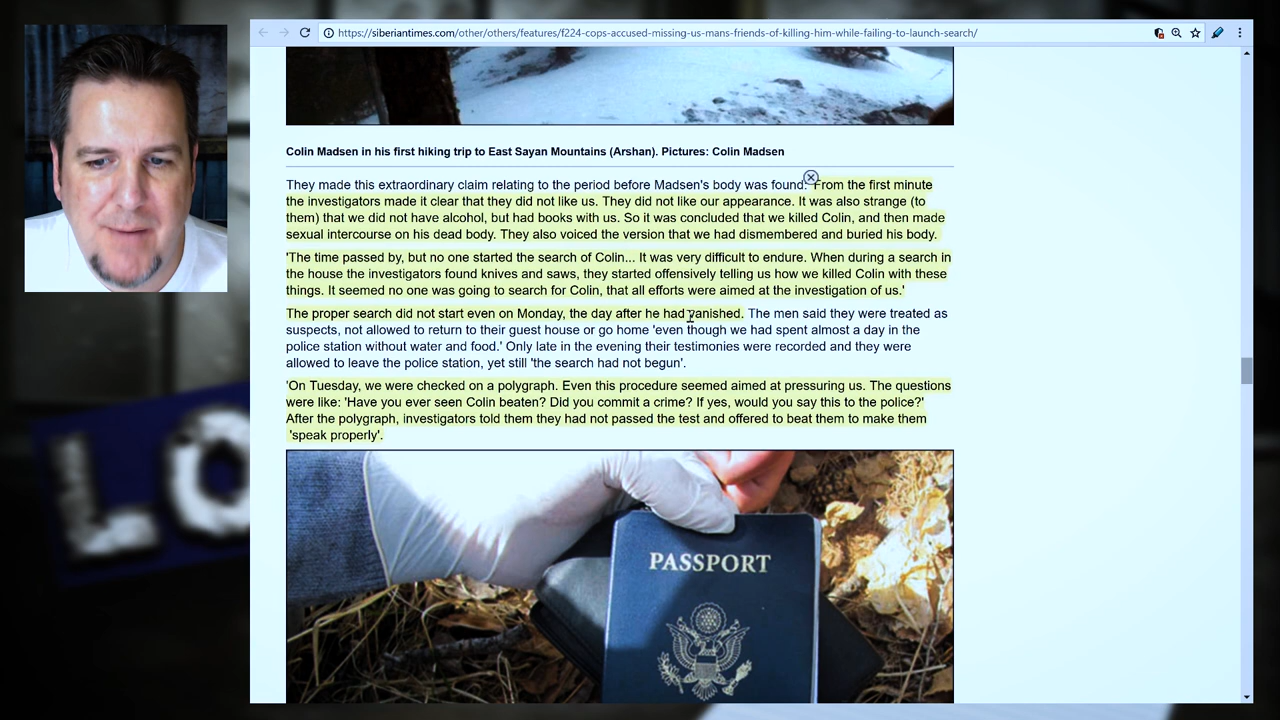 https://siberiantimes.com/other/others/features/f224-cops-accused-missing-us-mans-friends-of-killing-him-while-failing-to-launch-search/
Colin Madsen in his first hiking trip to East Sayan Mountains (Arshan). Pictures: Colin Madsen
They made this extraordinary claim relating to the period before Madsen's body was found: 'From the first minute
the investigators made it clear that they did not like us. They did not like our appearance. It was also strange (to
them) that we did not have alcohol, but had books with us. So it was concluded that we killed Colin, and then made
sexual intercourse on his dead body. They also voiced the version that we had dismembered and buried his body.
'The time passed by, but no one started the search of Colin... It was very difficult to endure. When during a search in
the house the investigators found knives and saws, they started offensively telling us how we killed Colin with these
things. It seemed no one was going to search for Colin, that all efforts were aimed at the investigation of us.'
The proper search did not start even on Monday, the day after he had vanished. The men said they were treated as
suspects, not allowed to return to their guest house or go home 'even though we had spent almost a day in the
police station without water and food.' Only late in the evening their testimonies were recorded and they were
allowed to leave the police station, yet still 'the search had not begun'.
'On Tuesday, we were checked on a polygraph. Even this procedure seemed aimed at pressuring us. The questions
were like: 'Have you ever seen Colin beaten? Did you commit a crime? If yes, would you say this to the police?'
After the polygraph, investigators told them they had not passed the test and offered to beat them to make them
'speak properly'.
PASSPORT
LO